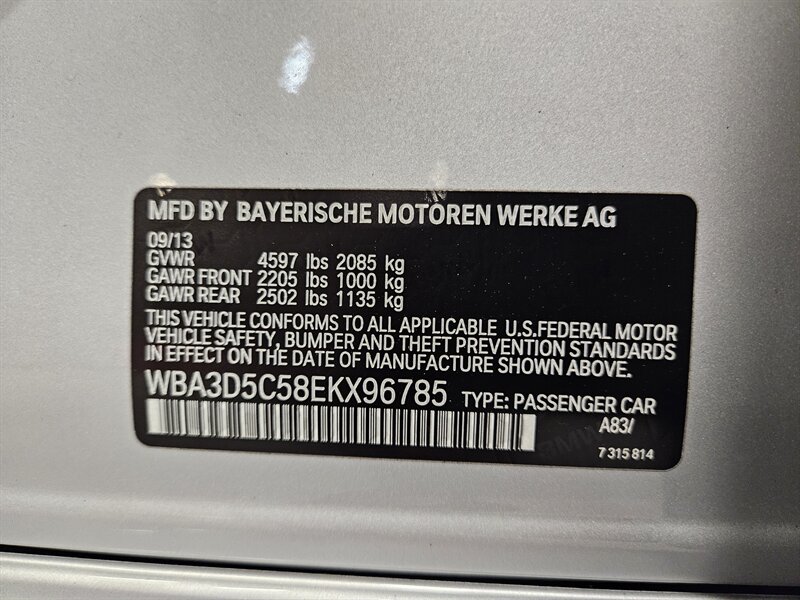 MFD BY BAYERISCHE MOTOREN WERKE AG
09/13
GVWR 4597 lbs 2085 kg
GAWR FRONT 2205 lbs 1000 kg
GAWR REAR 2502 lbs 1135 kg
THIS VEHICLE CONFORMS TO ALL APPLICABLE U.S.FEDERAL MOTOR
VEHICLE SAFETY, BUMPER AND THEFT PREVENTION STANDARDS
IN EFFECT ON THE DATE OF MANUFACTURE SHOWN ABOVE.
WBA3D5C58EKX96785 TYPE: PASSENGER CAR
A83/
7 315 814